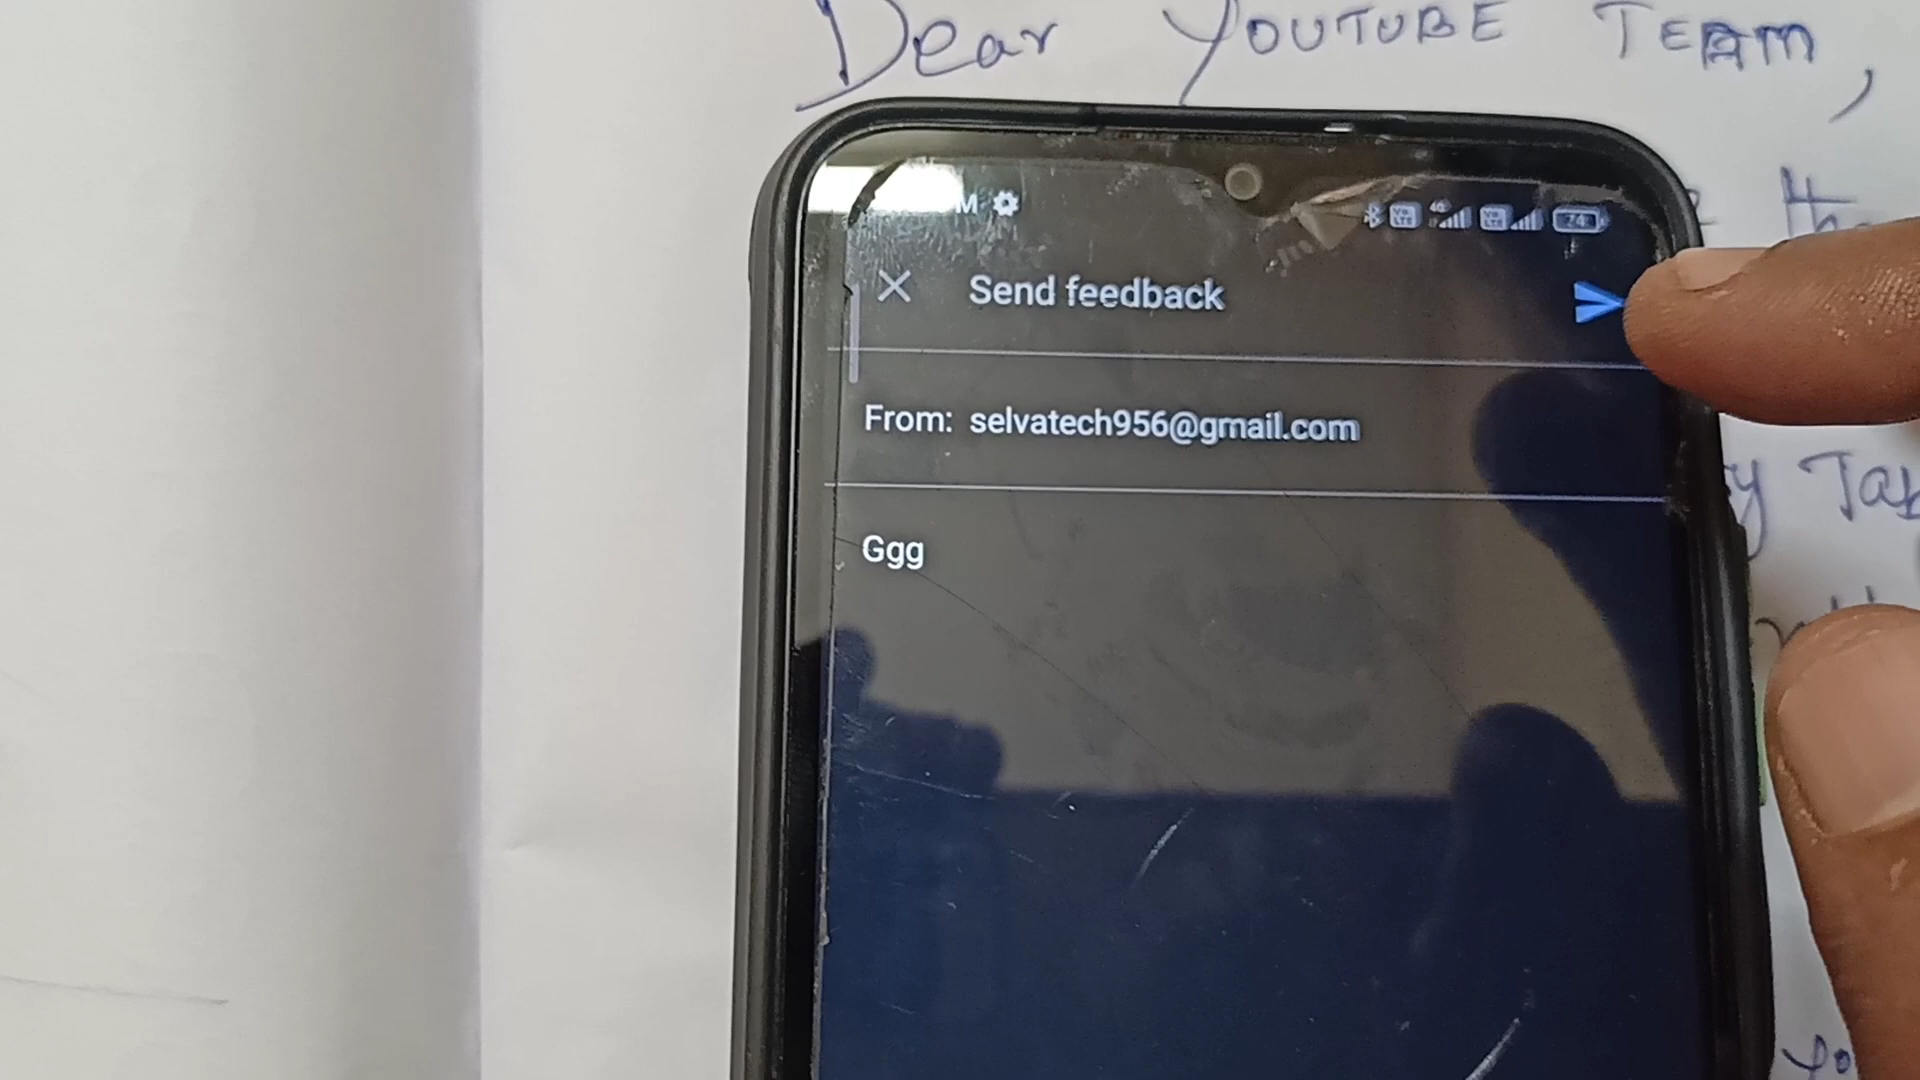 Dear YOUTUBE TEAM,
M
Send feedback
From: selvatech956@gmail.com
Ggg